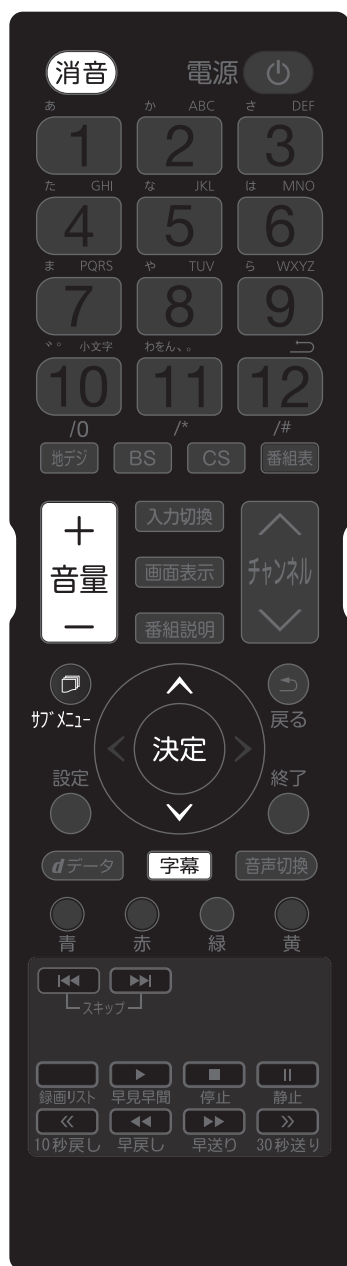 消音 電源
あ か ABC さ DEF
1 2 3
た GHI な JKL は MNO
4 5 6
ま PQRS や TUV ら WXYZ
7 8 9
゛゜ 小文字 わをん、。
10 11 12
/0 /* /#
地デジ BS CS 番組表
+
音量
−
入力切換
画面表示
番組説明
チャンネル
サブメニュー 決定 戻る
設定 終了
dデータ 字幕 音声切換
青 赤 緑 黄
スキップ
録画リスト 早見早聞 停止 静止
10秒戻し 早戻し 早送り 30秒送り